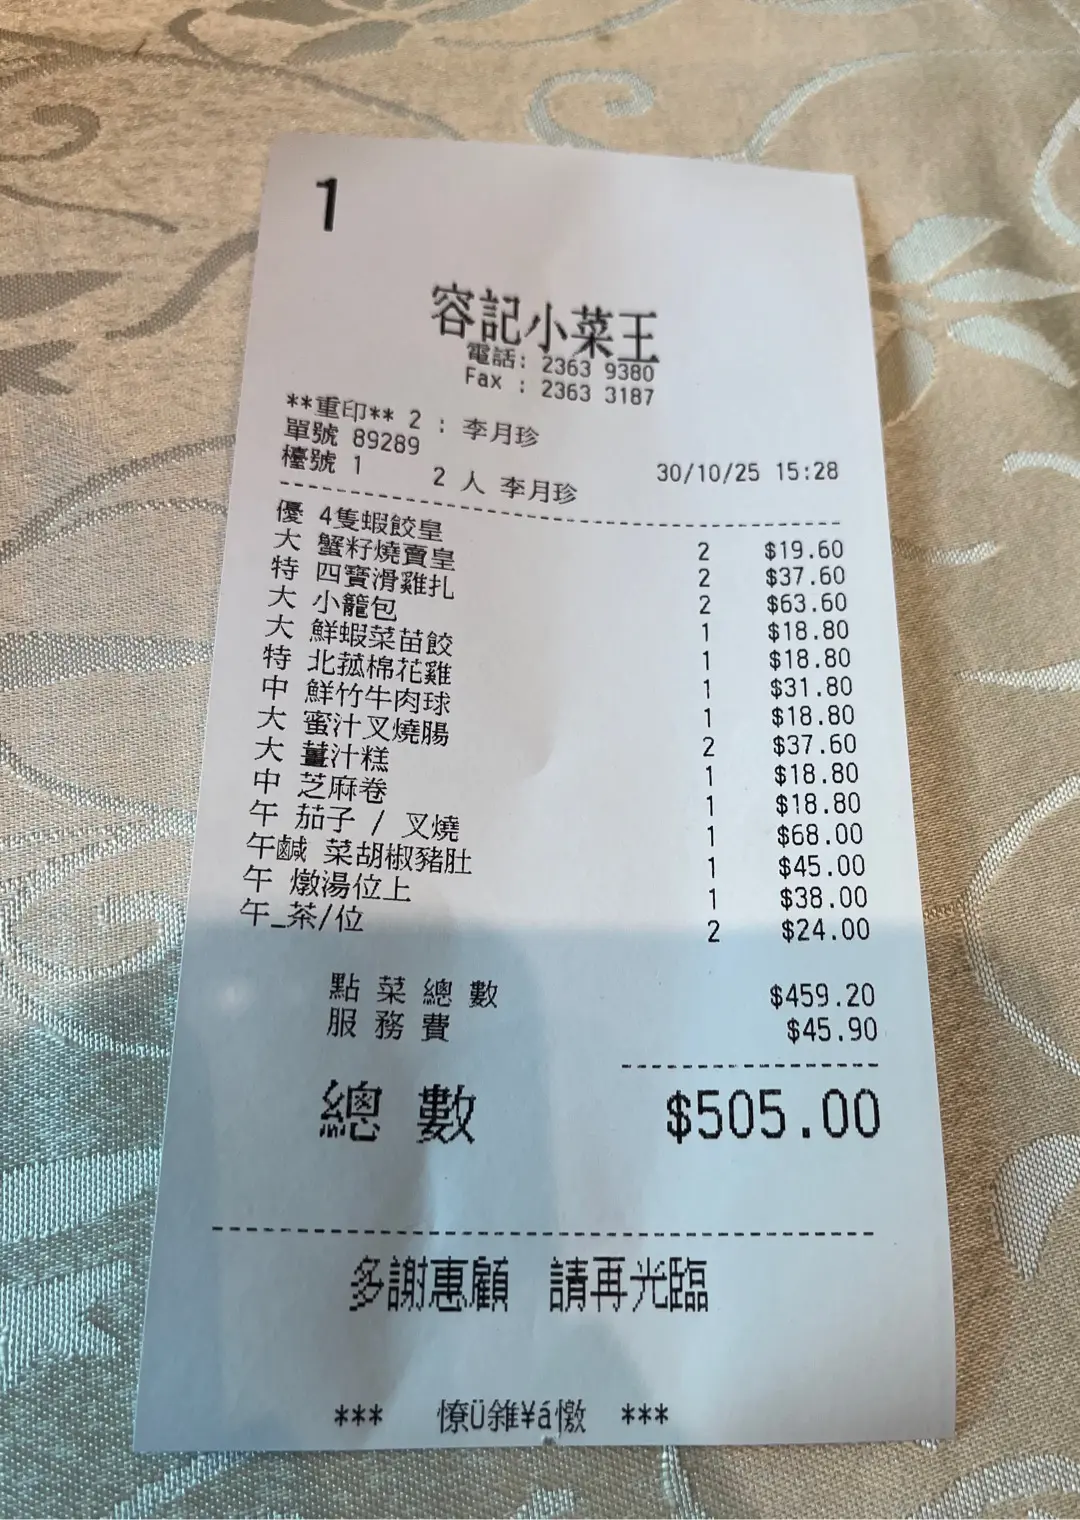 1
容記小菜王
電話: 2363 9380
Fax : 2363 3187
**重印** 2 : 李月珍
單號 89289
檯號 1 2 人 李月珍 30/10/25 15:28
優 4隻蝦餃皇 2 $19.60
大 蟹籽燒賣皇 2 $37.60
特 四寶滑雞扎 2 $63.60
大 小籠包 1 $18.80
大 鮮蝦菜苗餃 1 $18.80
特 北菰棉花雞 1 $31.80
中 鮮竹牛肉球 1 $18.80
大 蜜汁叉燒腸 2 $37.60
大 薑汁糕 1 $18.80
中 芝麻卷 1 $18.80
午 茄子 / 叉燒 1 $68.00
午鹹 菜胡椒豬肚 1 $45.00
午 燉湯位上 1 $38.00
午_茶/位 2 $24.00
點 菜 總 數 $459.20
服 務 費 $45.90
總 數 $505.00
多謝惠顧 請再光臨
*** 憭Ü雜¥á憿 ***